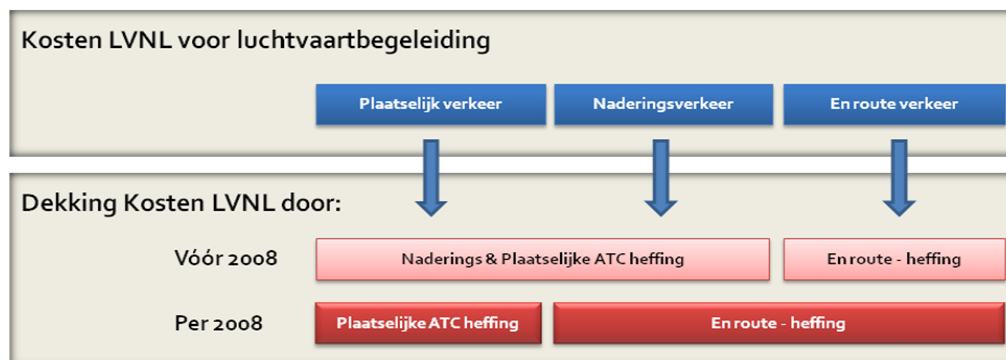 Kosten LVNL voor luchtvaartbegeleiding
Plaatselijk verkeer
Naderingsverkeer
En route verkeer
Dekking Kosten LVNL door:
Vóór 2008
Naderings & Plaatselijke ATC heffing
En route - heffing
Per 2008
Plaatselijke ATC heffing
En route - heffing